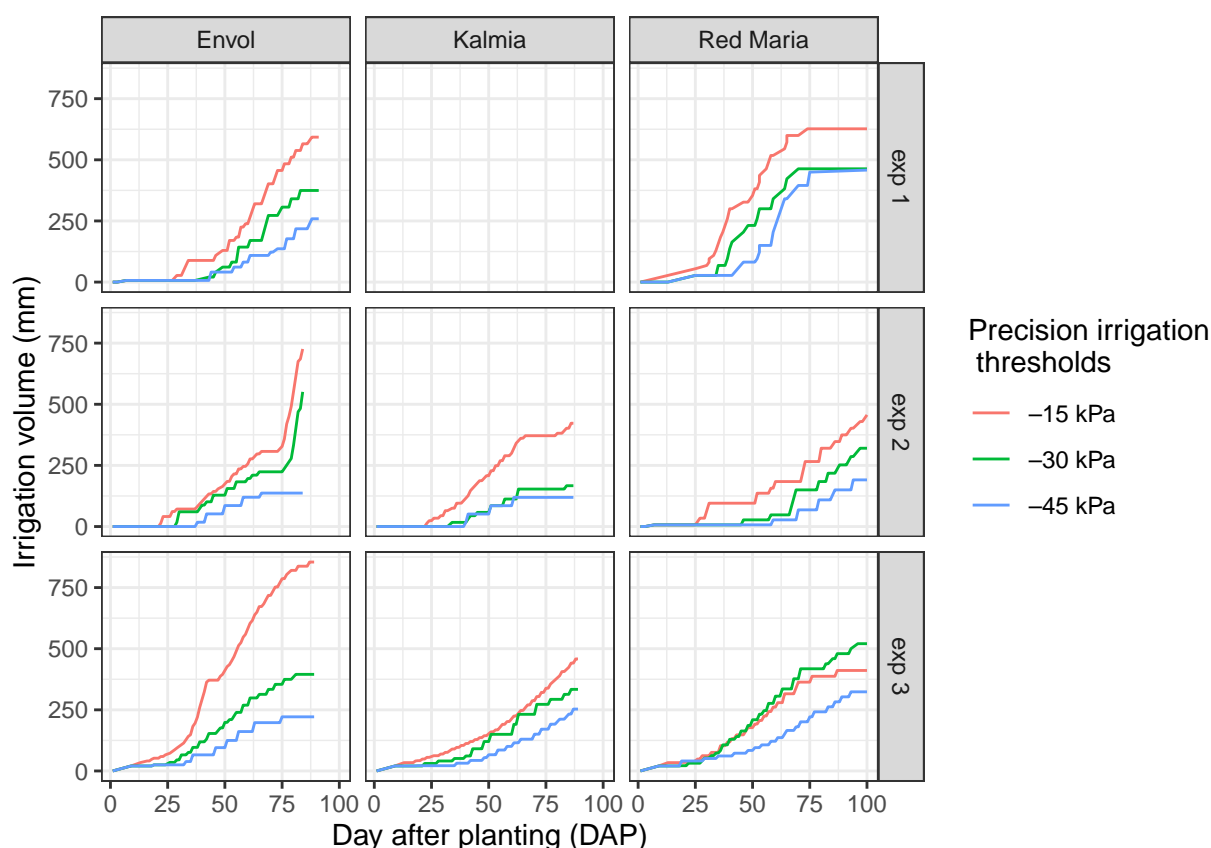 Envol Kalmia Red Maria
750
500
250
0
exp 1
750
500
250
0
exp 2
750
500
250
0
exp 3
Irrigation volume (mm)
0 25 50 75 100 0 25 50 75 100 0 25 50 75 100
Day after planting (DAP)
Precision irrigation
thresholds
–15 kPa
–30 kPa
–45 kPa